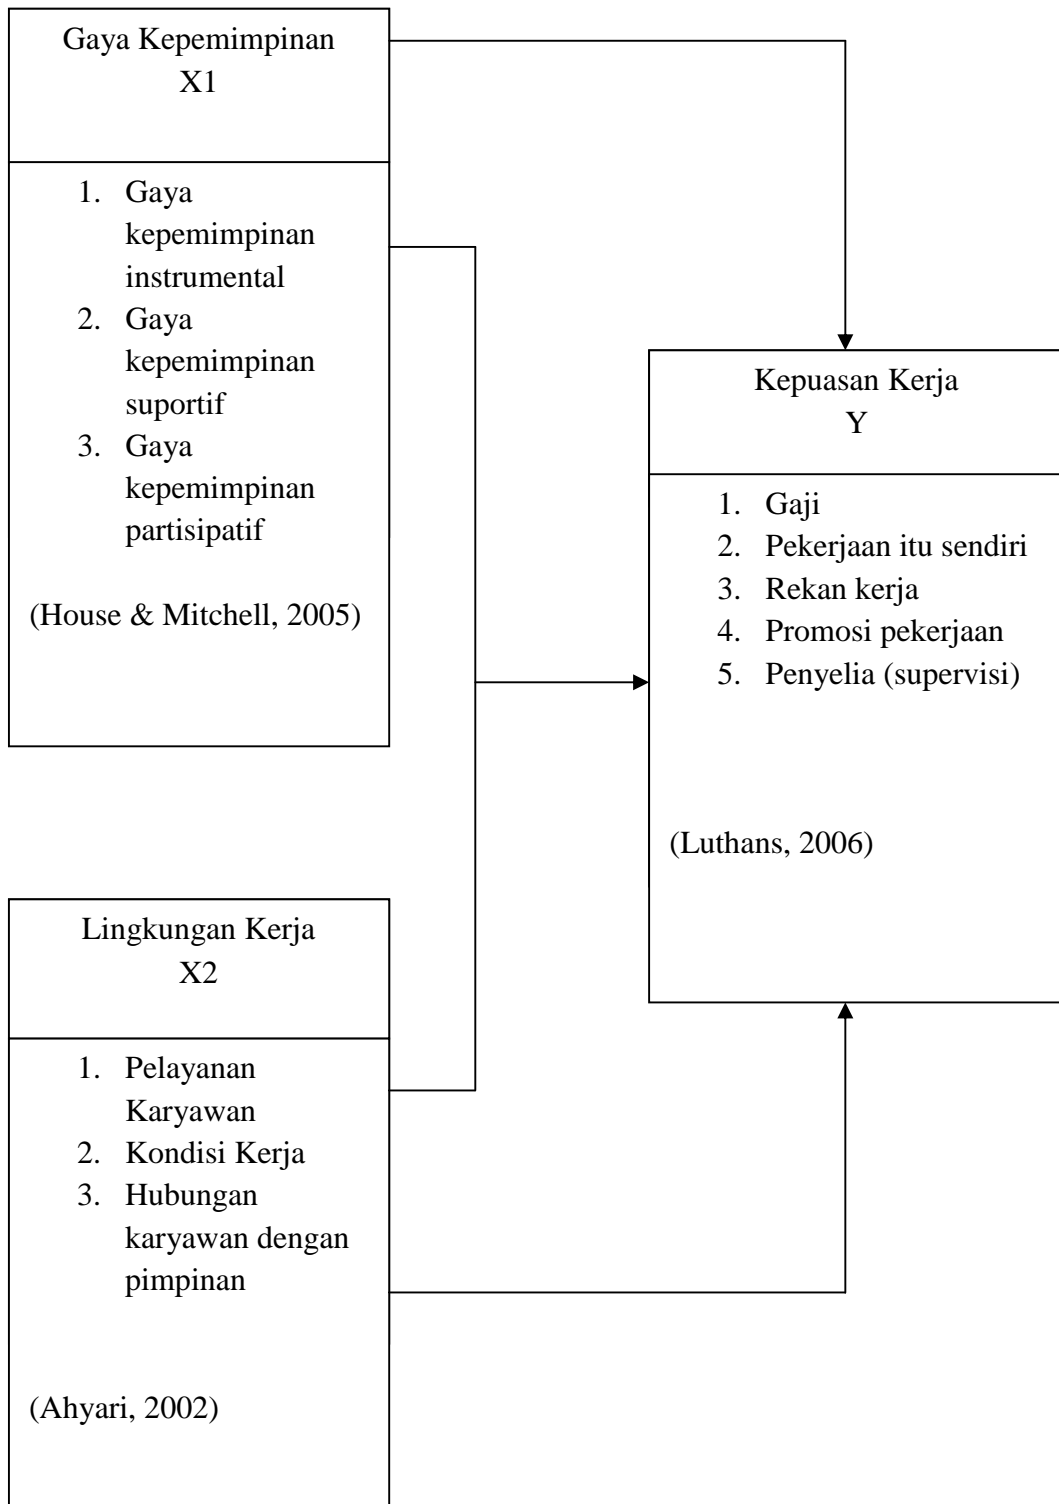 Gaya Kepemimpinan
X1
1. Gaya
kepemimpinan
instrumental
2. Gaya
kepemimpinan
suportif
3. Gaya
kepemimpinan
partisipatif
(House & Mitchell, 2005)
Kepuasan Kerja
Y
1. Gaji
2. Pekerjaan itu sendiri
3. Rekan kerja
4. Promosi pekerjaan
5. Penyelia (supervisi)
(Luthans, 2006)
Lingkungan Kerja
X2
1. Pelayanan
Karyawan
2. Kondisi Kerja
3. Hubungan
karyawan dengan
pimpinan
(Ahyari, 2002)